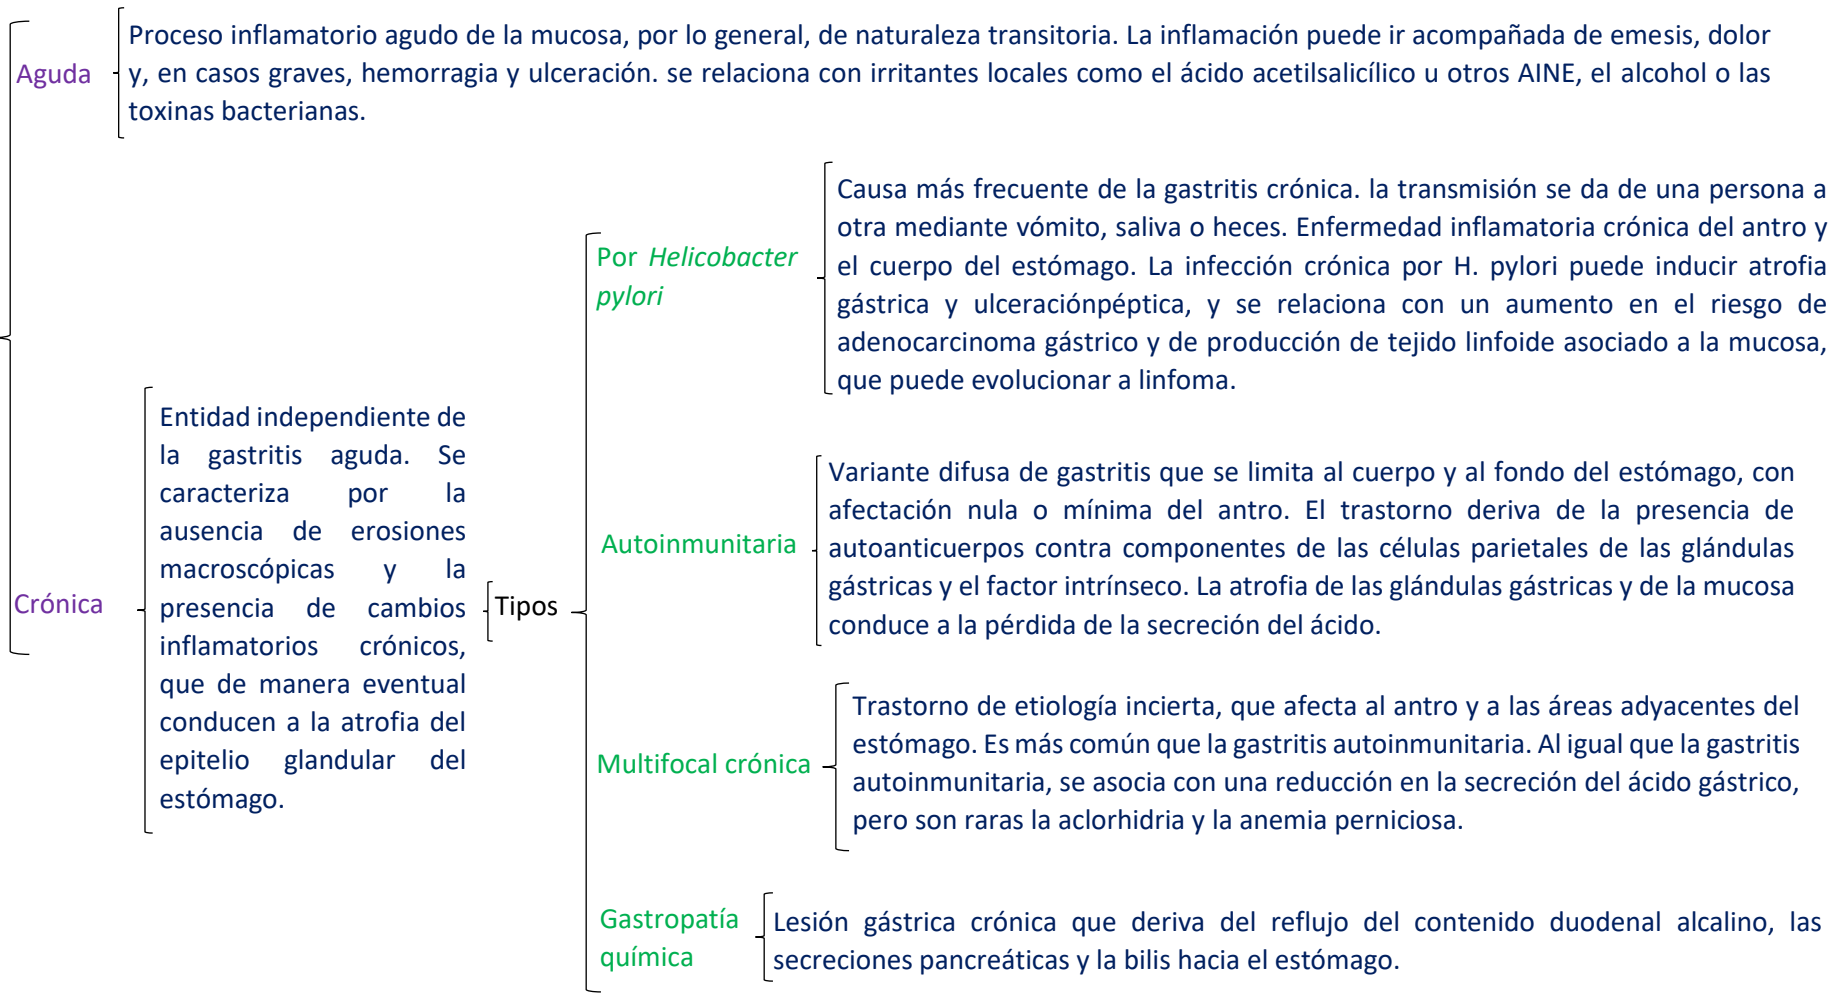 Aguda
Proceso inflamatorio agudo de la mucosa, por lo general, de naturaleza transitoria. La inflamación puede ir acompañada de emesis, dolor
y, en casos graves, hemorragia y ulceración. se relaciona con irritantes locales como el ácido acetilsalicílico u otros AINE, el alcohol o las
toxinas bacterianas.
Crónica
Entidad independiente de
la gastritis aguda. Se
caracteriza por la
ausencia de erosiones
macroscópicas y la
presencia de cambios
inflamatorios crónicos,
que de manera eventual
conducen a la atrofia del
epitelio glandular del
estómago.
Tipos
Por Helicobacter
pylori
Causa más frecuente de la gastritis crónica. la transmisión se da de una persona a
otra mediante vómito, saliva o heces. Enfermedad inflamatoria crónica del antro y
el cuerpo del estómago. La infección crónica por H. pylori puede inducir atrofia
gástrica y ulceraciónpéptica, y se relaciona con un aumento en el riesgo de
adenocarcinoma gástrico y de producción de tejido linfoide asociado a la mucosa,
que puede evolucionar a linfoma.
Autoinmunitaria
Variante difusa de gastritis que se limita al cuerpo y al fondo del estómago, con
afectación nula o mínima del antro. El trastorno deriva de la presencia de
autoanticuerpos contra componentes de las células parietales de las glándulas
gástricas y el factor intrínseco. La atrofia de las glándulas gástricas y de la mucosa
conduce a la pérdida de la secreción del ácido.
Multifocal crónica
Trastorno de etiología incierta, que afecta al antro y a las áreas adyacentes del
estómago. Es más común que la gastritis autoinmunitaria. Al igual que la gastritis
autoinmunitaria, se asocia con una reducción en la secreción del ácido gástrico,
pero son raras la aclorhidria y la anemia perniciosa.
Gastropatía
química
Lesión gástrica crónica que deriva del reflujo del contenido duodenal alcalino, las
secreciones pancreáticas y la bilis hacia el estómago.